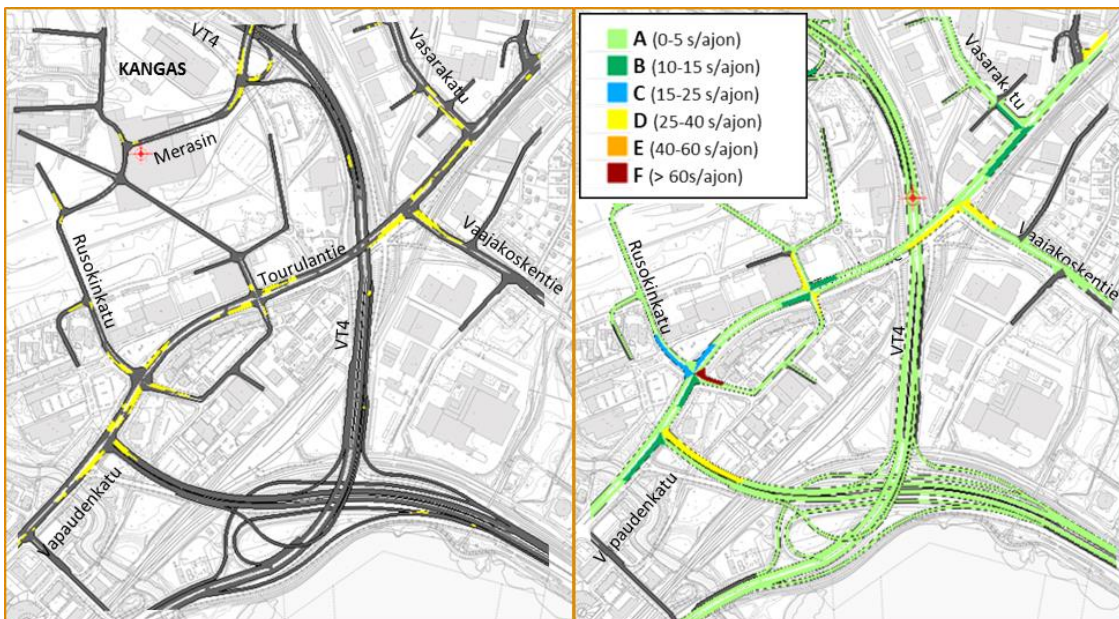 VT4
KANGAS
Vasarakatu
Merasin
Vaajakoskentie
Tourulantie
Rusokinkatu
VT4
Vapaudenkatu
A (0-5 s/ajon)
B (10-15 s/ajon)
C (15-25 s/ajon)
D (25-40 s/ajon)
E (40-60 s/ajon)
F (> 60s/ajon)
Vasarakatu
Vaajakoskentie
Rusokinkatu
VT4
Vapaudenkatu